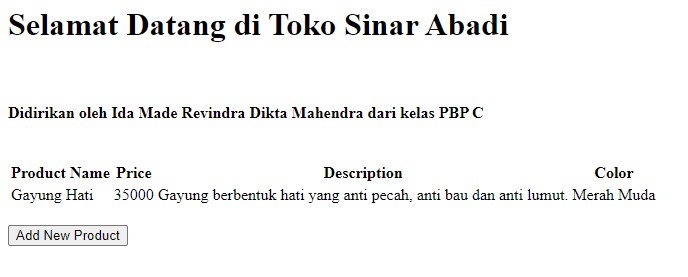 Selamat Datang di Toko Sinar Abadi
Didirikan oleh Ida Made Revindra Dikta Mahendra dari kelas PBP C
Product Name Price Description Color
Gayung Hati 35000 Gayung berbentuk hati yang anti pecah, anti bau dan anti lumut. Merah Muda
Add New Product